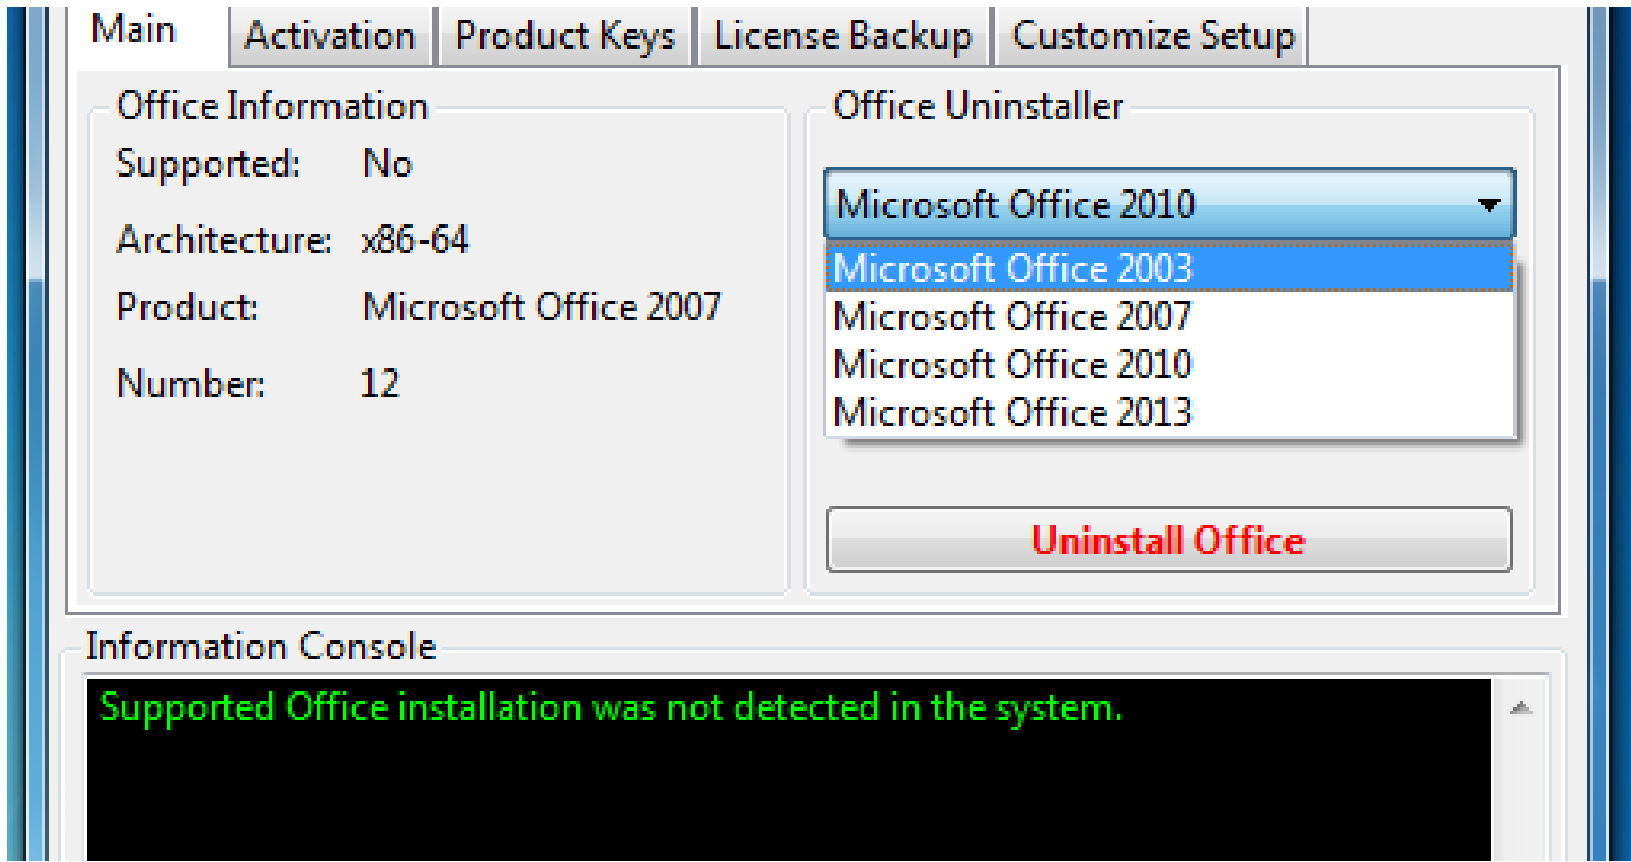 Main Activation Product Keys License Backup Customize Setup
Office Information
Supported: No
Architecture: x86-64
Product: Microsoft Office 2007
Number: 12
Office Uninstaller
Microsoft Office 2010
Microsoft Office 2003
Microsoft Office 2007
Microsoft Office 2010
Microsoft Office 2013
Uninstall Office
Information Console
Supported Office installation was not detected in the system.